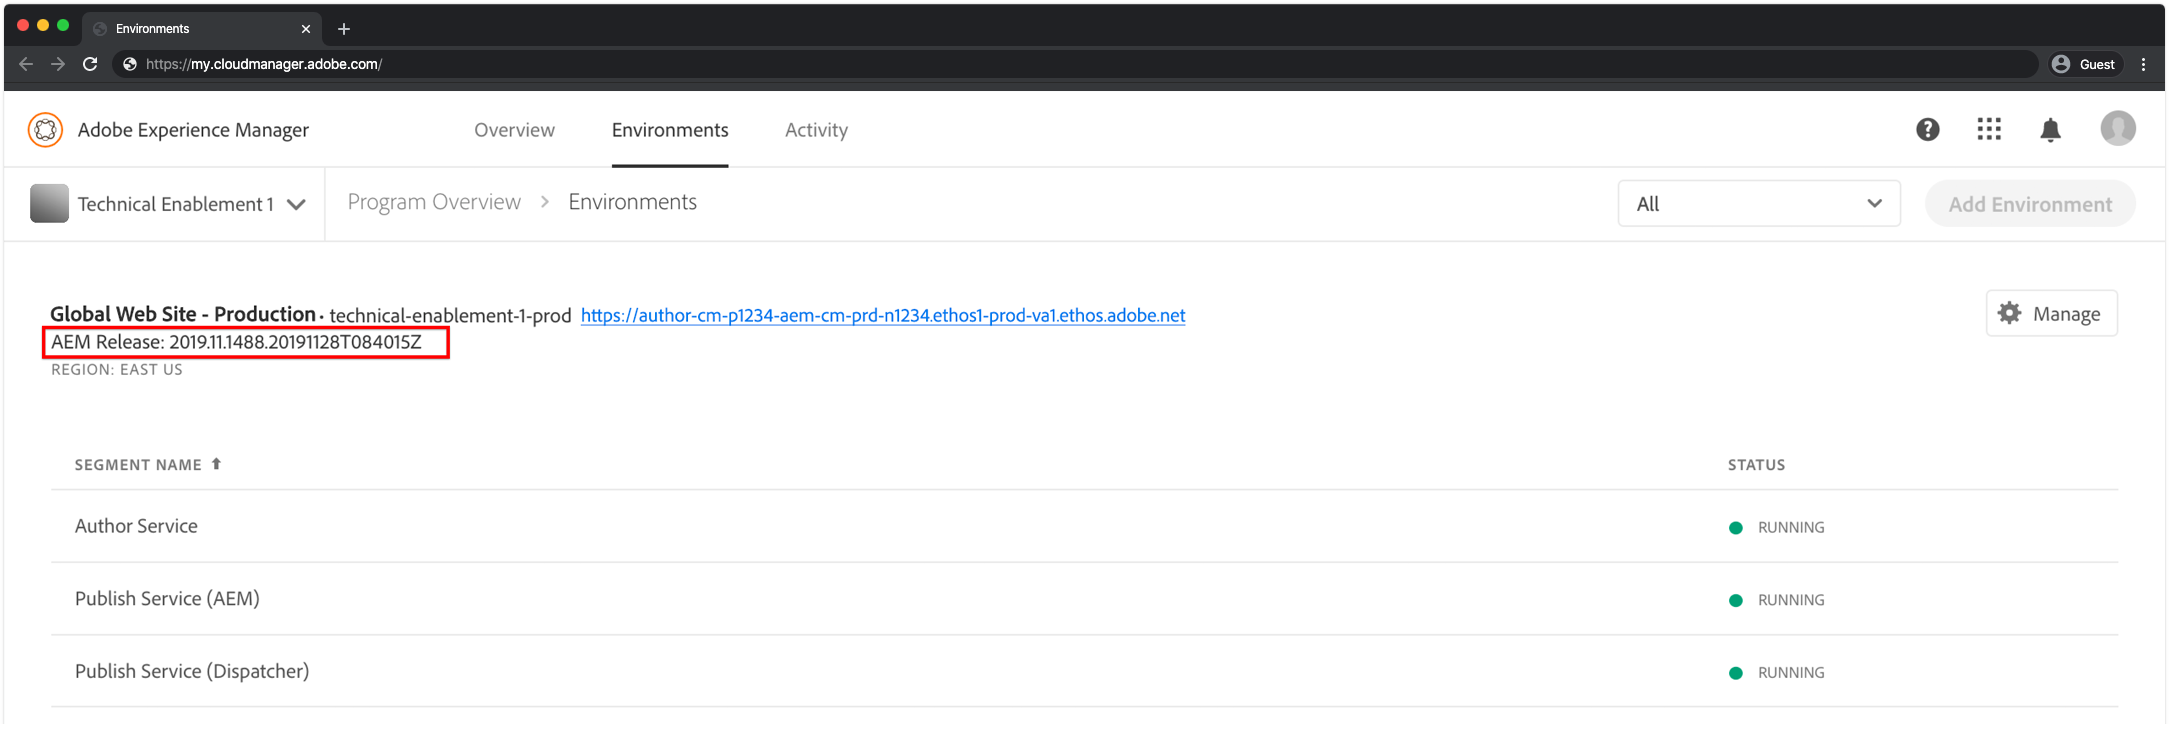 Environments
https://my.cloudmanager.adobe.com/
Guest
Adobe Experience Manager
Overview
Environments
Activity
Technical Enablement 1
Program Overview > Environments
All
Add Environment
Global Web Site - Production · technical-enablement-1-prod https://author-cm-p1234-aem-cm-prd-n1234.ethos1-prod-va1.ethos.adobe.net
Manage
AEM Release: 2019.11.1488.20191128T084015Z
REGION: EAST US
SEGMENT NAME
STATUS
Author Service
RUNNING
Publish Service (AEM)
RUNNING
Publish Service (Dispatcher)
RUNNING